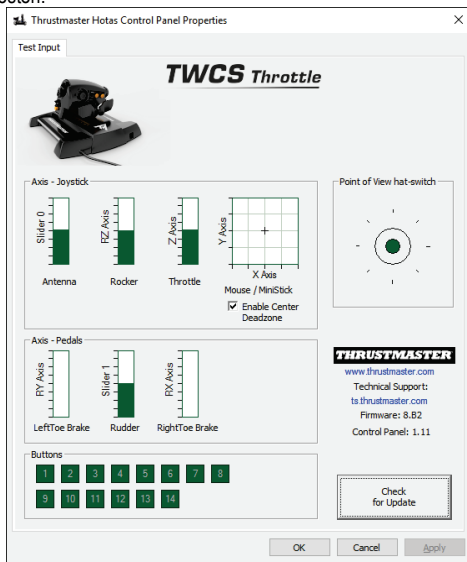 Thrustmaster Hotas Control Panel Properties
Test Input
TWCS Throttle
Axis - Joystick
Slider 0
RZ Axis
Z Axis
Y Axis
X Axis
Antenna
Rocker
Throttle
Mouse / MiniStick
Enable Center
Deadzone
Point of View hat-switch
Axis - Pedals
RY Axis
Slider 1
RX Axis
LeftToe Brake
Rudder
RightToe Brake
THRUSTMASTER
www.thrustmaster.com
Technical Support:
ts.thrustmaster.com
Firmware: 8.B2
Control Panel: 1.11
Buttons
1 2 3 4 5 6 7 8
9 10 11 12 13 14
Check
for Update
OK
Cancel
Apply